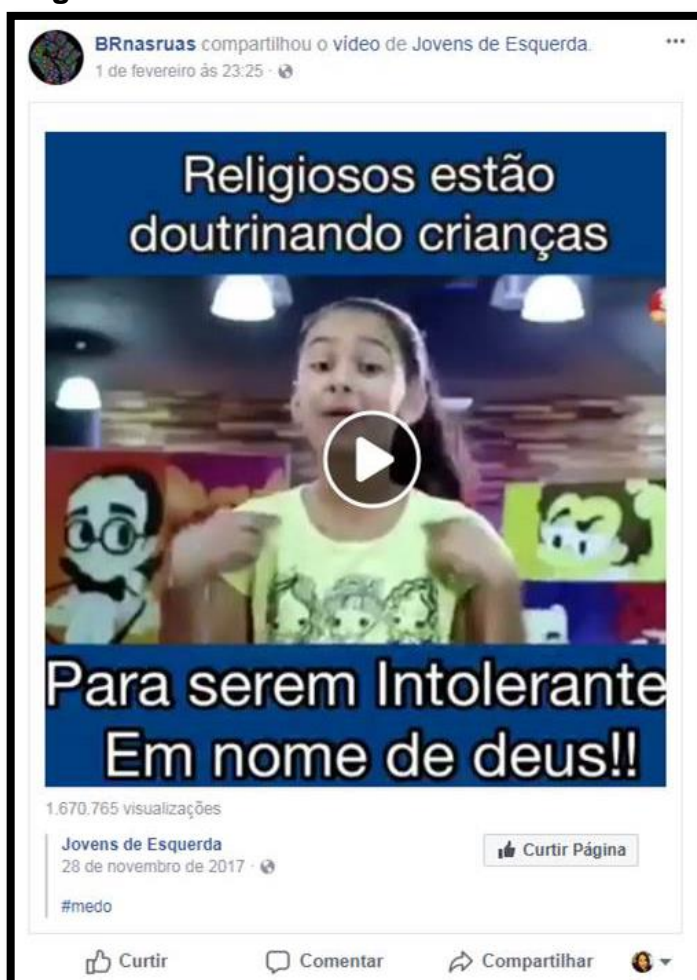 BRnasruas compartilhou o vídeo de Jovens de Esquerda.
1 de fevereiro às 23:25 ·
Religiosos estão
doutrinando crianças
Para serem Intolerante
Em nome de deus!!
1.670.765 visualizações
Jovens de Esquerda
28 de novembro de 2017 ·
Curtir Página
#medo
Curtir Comentar Compartilhar